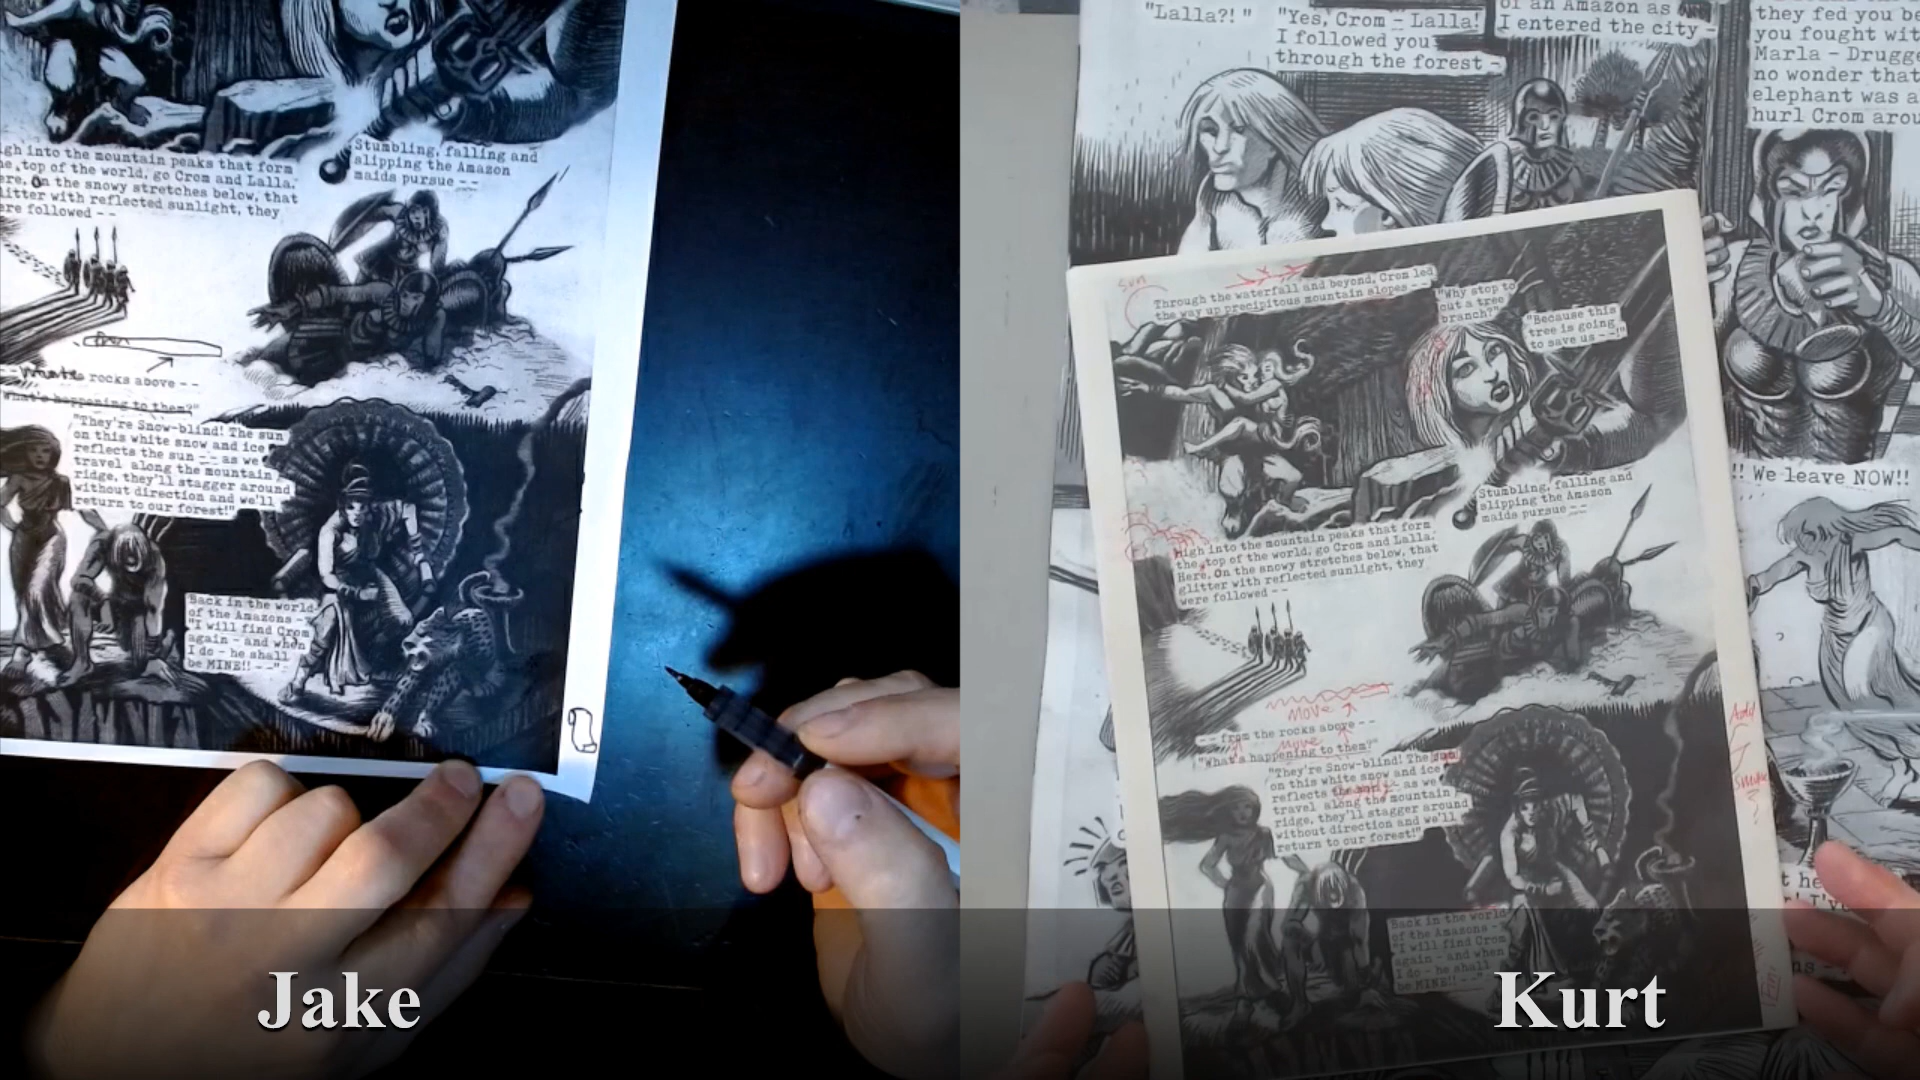 igh into the mountain peaks that form
he top of the world, go Crom and Lalla.
ere, On the snowy stretches below, that
litter with reflected sunlight, they
ere followed --
Stumbling, falling and
slipping the Amazon
maids pursue --
rocks above --
"What's happening to them?"
"They're Snow-blind! The sun
on this white snow and ice
reflects the sun -- as we
travel along the mountain
ridge, they'll stagger around
without direction and we'll
return to our forest!"
Back in the world
of the Amazons -
"I will find Crom
again - and when
I do - he shall
be MINE!! --"
Jake
"Lalla?!"
"Yes, Crom - Lalla!
I followed you
through the forest -
of an Amazon as
I entered the city -
they fed you be
you fought wit
Marla - Drugge
no wonder that
elephant was a
hurl Crom arou
!! We leave NOW!!
Sun
Through the waterfall and beyond, Crom led
the way up precipitous mountain slopes --
"Why stop to
cut a tree
branch?"
"Because this
tree is going
to save us --!"
Stumbling, falling and
slipping the Amazon
maids pursue --
High into the mountain peaks that form
the top of the world, go Crom and Lalla.
Here, On the snowy stretches below, that
glitter with reflected sunlight, they
were followed --
MOVE
-- from the rocks above --
Move
"What's happening to them?"
"They're Snow-blind! The sun
on this white snow and ice
reflects -- as we
travel along the mountain
ridge, they'll stagger around
without direction and we'll
return to our forest!"
Add
Smoke
Back in the world
of the Amazons -
"I will find Crom
again - and when
I do - he shall
be MINE!! --"
t he
! I've
ns -
Kurt